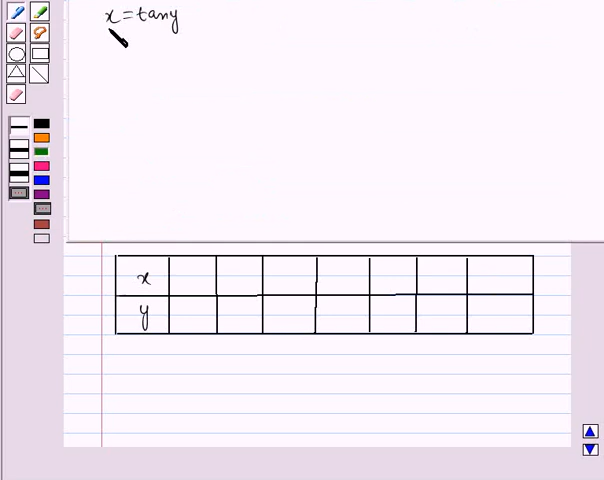 x = tany
x
y